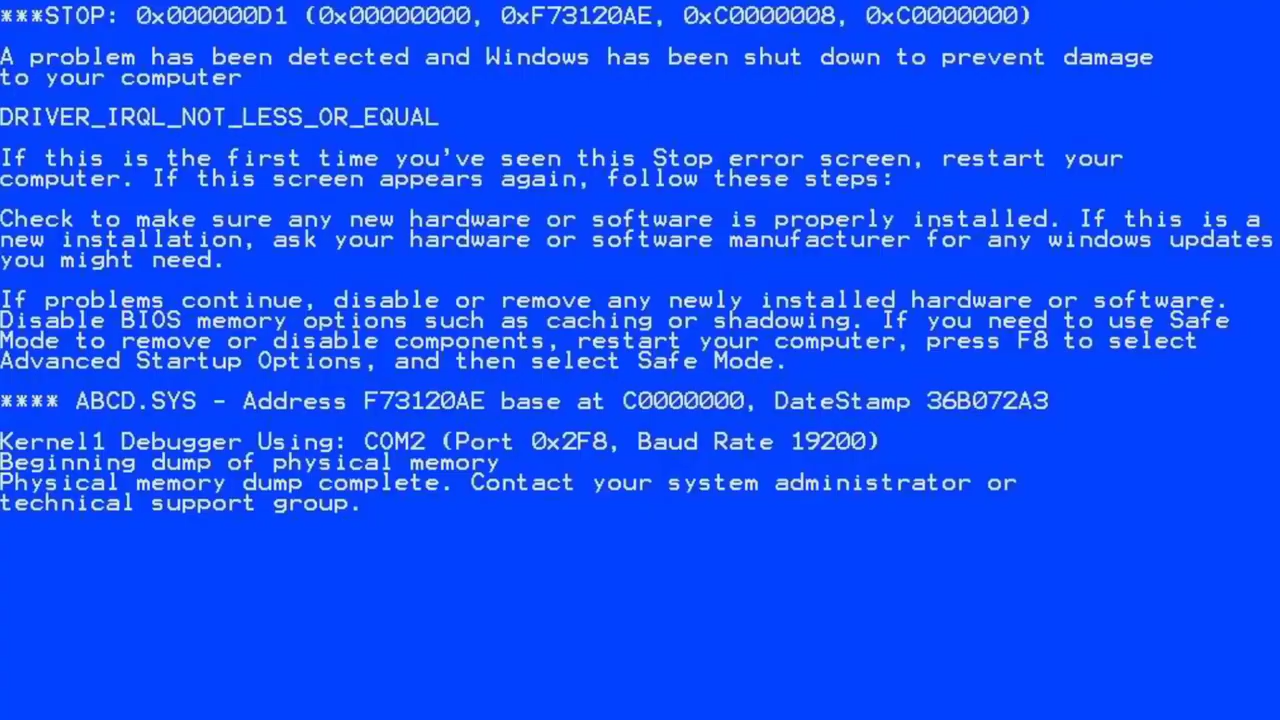 ***STOP: 0x000000D1 (0x00000000, 0xF73120AE, 0xC0000008, 0xC0000000)
A problem has been detected and Windows has been shut down to prevent damage
to your computer
DRIVER_IRQL_NOT_LESS_OR_EQUAL
If this is the first time you've seen this Stop error screen, restart your
computer. If this screen appears again, follow these steps:
Check to make sure any new hardware or software is properly installed. If this is a
new installation, ask your hardware or software manufacturer for any windows updates
you might need.
If problems continue, disable or remove any newly installed hardware or software.
Disable BIOS memory options such as caching or shadowing. If you need to use Safe
Mode to remove or disable components, restart your computer, press F8 to select
Advanced Startup Options, and then select Safe Mode.
**** ABCD.SYS - Address F73120AE base at C0000000, DateStamp 36B072A3
Kernel1 Debugger Using: COM2 (Port 0x2F8, Baud Rate 19200)
Beginning dump of physical memory
Physical memory dump complete. Contact your system administrator or
technical support group.